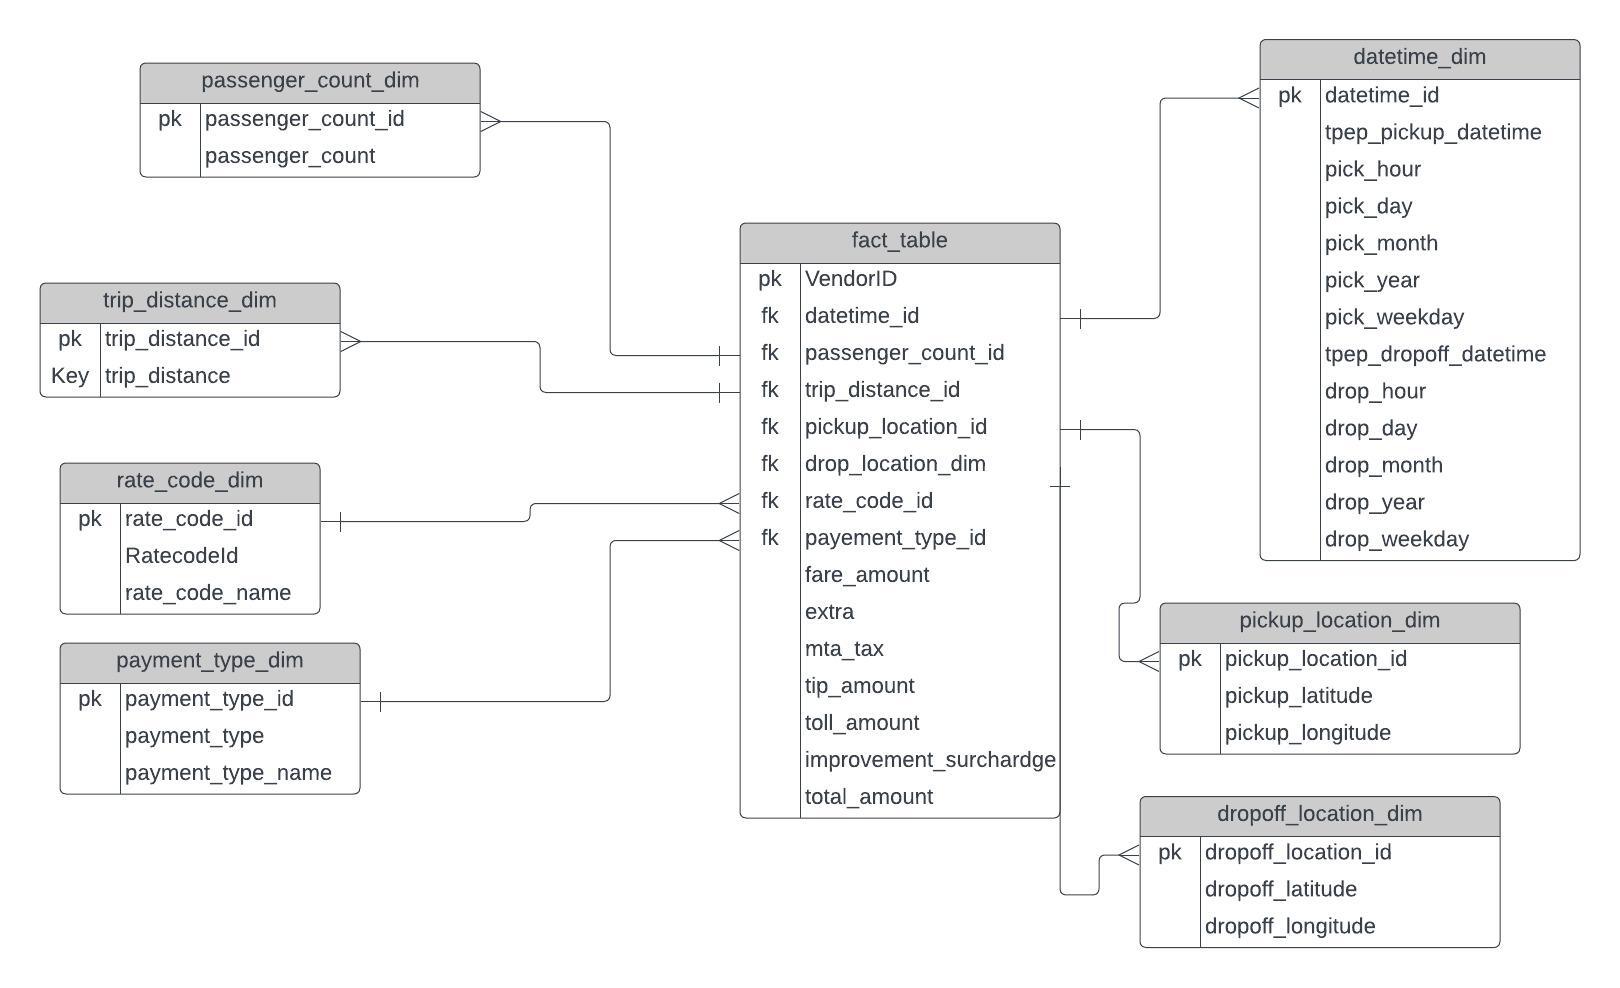 passenger_count_dim
pk passenger_count_id
passenger_count
trip_distance_dim
pk trip_distance_id
Key trip_distance
rate_code_dim
pk rate_code_id
RatecodeId
rate_code_name
payment_type_dim
pk payment_type_id
payment_type
payment_type_name
fact_table
pk VendorID
fk datetime_id
fk passenger_count_id
fk trip_distance_id
fk pickup_location_id
fk drop_location_dim
fk rate_code_id
fk payement_type_id
fare_amount
extra
mta_tax
tip_amount
toll_amount
improvement_surchardge
total_amount
datetime_dim
pk datetime_id
tpep_pickup_datetime
pick_hour
pick_day
pick_month
pick_year
pick_weekday
tpep_dropoff_datetime
drop_hour
drop_day
drop_month
drop_year
drop_weekday
pickup_location_dim
pk pickup_location_id
pickup_latitude
pickup_longitude
dropoff_location_dim
pk dropoff_location_id
dropoff_latitude
dropoff_longitude